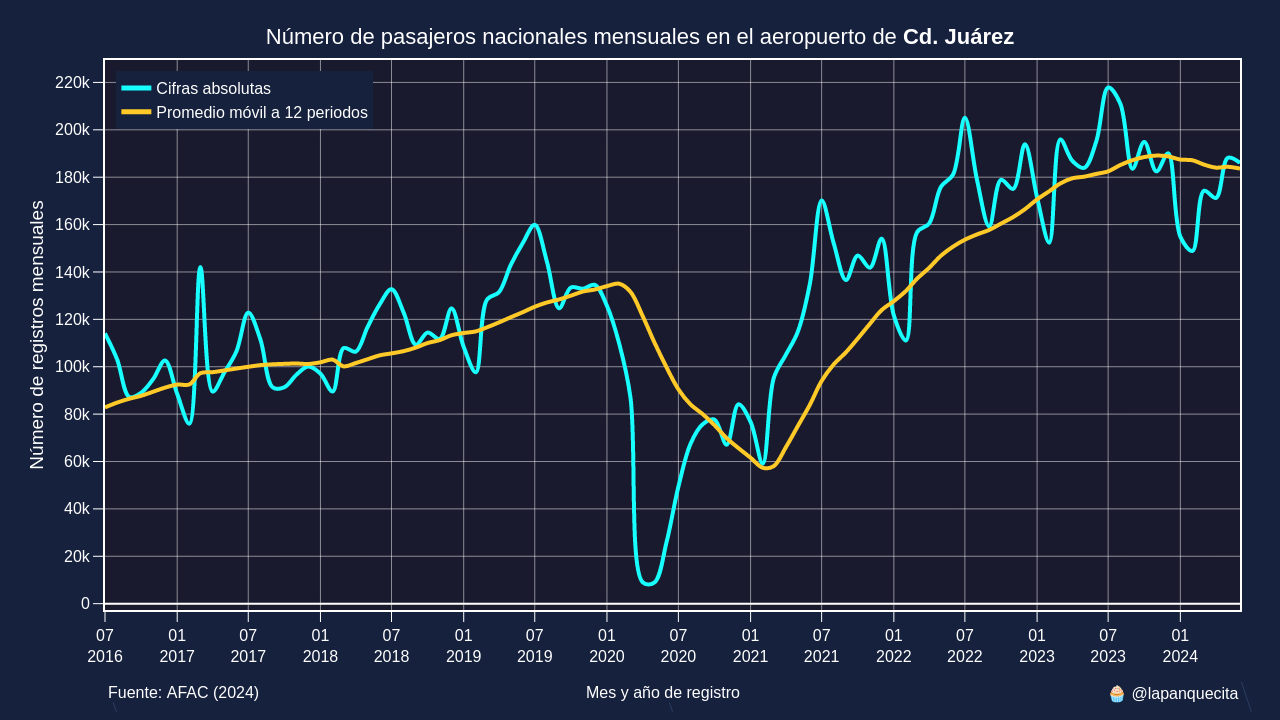 Número de pasajeros nacionales mensuales en el aeropuerto de Cd. Juárez
Cifras absolutas
Promedio móvil a 12 periodos
Número de registros mensuales
220k
200k
180k
160k
140k
120k
100k
80k
60k
40k
20k
0
07 01 07 01 07 01 07 01 07 01 07 01 07 01 07 01
2016 2017 2017 2018 2018 2019 2019 2020 2020 2021 2021 2022 2022 2023 2023 2024
Fuente: AFAC (2024)
Mes y año de registro
🧁 @lapanquecita